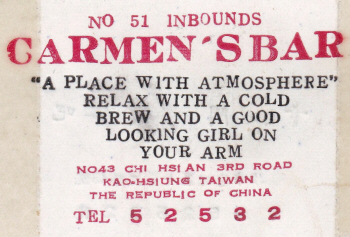 NO 51 INBOUNDS
CARMEN'S BAR
"A PLACE WITH ATMOSPHERE"
RELAX WITH A COLD
BREW AND A GOOD
LOOKING GIRL ON
YOUR ARM
NO43 CHI HSIAN 3RD ROAD
KAO-HSIUNG TAIWAN
THE REPUBLIC OF CHINA
TEL 5 2 5 3 2